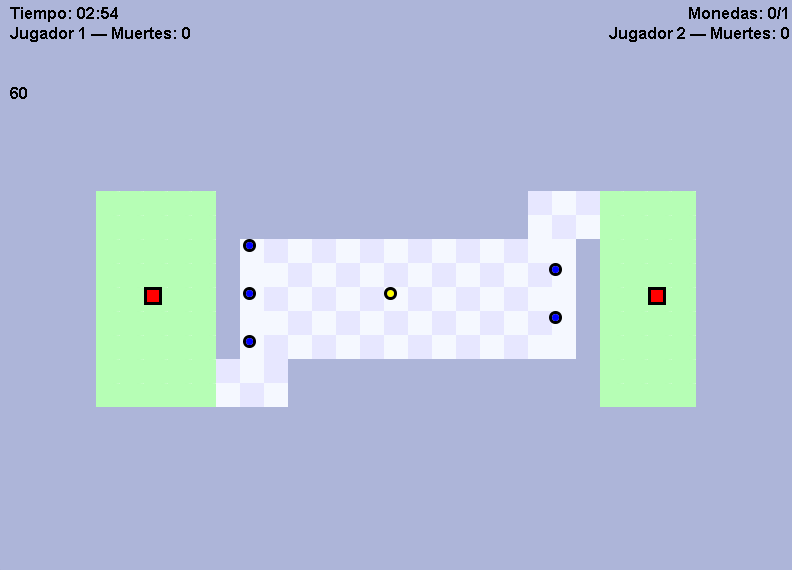 Tiempo: 02:54
Monedas: 0/1
Jugador 1 — Muertes: 0
Jugador 2 — Muertes: 0
60